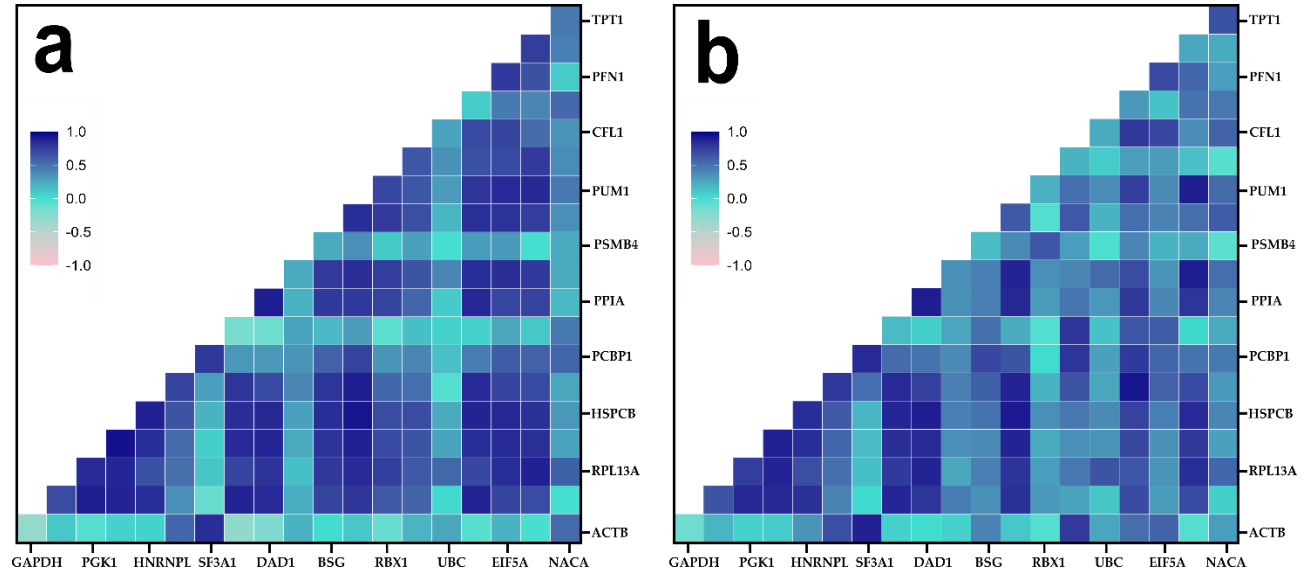 a
1.0
0.5
0.0
-0.5
-1.0
TPT1
PFN1
CFL1
PUM1
PSMB4
PPIA
PCBP1
HSPCB
RPL13A
ACTB
GAPDH PGK1 HNRNPL SF3A1 DAD1 BSG RBX1 UBC EIF5A NACA
b
1.0
0.5
0.0
-0.5
-1.0
TPT1
PFN1
CFL1
PUM1
PSMB4
PPIA
PCBP1
HSPCB
RPL13A
ACTB
GAPDH PGK1 HNRNPL SF3A1 DAD1 BSG RBX1 UBC EIF5A NACA